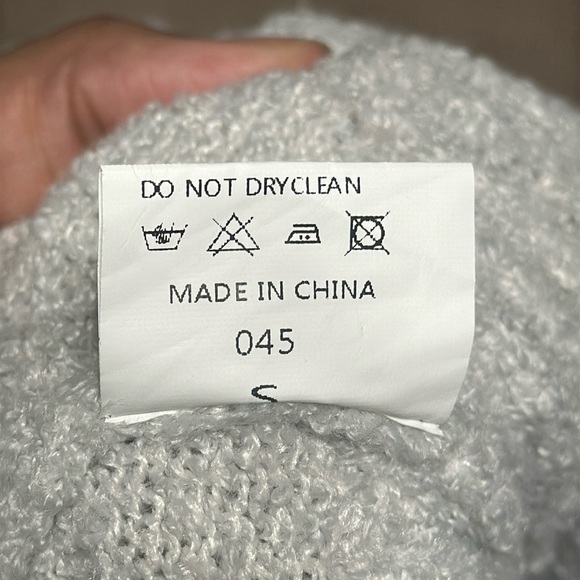 DO NOT DRYCLEAN
MADE IN CHINA
045
S